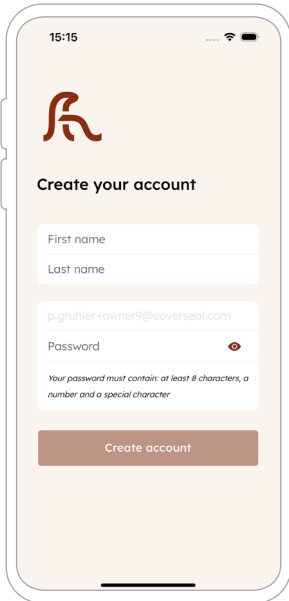 15:15
Create your account
First name
Last name
p.gruhier+owner9@coverseal.com
Password
Your password must contain: at least 8 characters, a
number and a special character
Create account